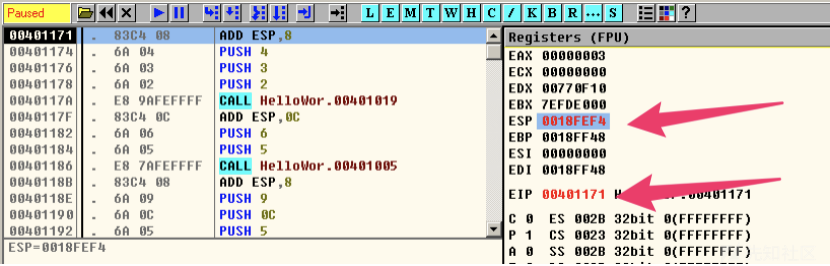 Paused L E M T W H C / K B R ... S ?
00401171 . 83C4 08 ADD ESP,8
00401174 . 6A 04 PUSH 4
00401176 . 6A 03 PUSH 3
00401178 . 6A 02 PUSH 2
0040117A . E8 9AFEFFFF CALL HelloWor.00401019
0040117F . 83C4 0C ADD ESP,0C
00401182 . 6A 06 PUSH 6
00401184 . 6A 05 PUSH 5
00401186 . E8 7AFEFFFF CALL HelloWor.00401005
0040118B . 83C4 08 ADD ESP,8
0040118E . 6A 09 PUSH 9
00401190 . 6A 0C PUSH 0C
00401192 . 6A 05 PUSH 5
ESP=0018FEF4
Registers (FPU)
EAX 00000003
ECX 00000000
EDX 00770F10
EBX 7EFDE000
ESP 0018FEF4
EBP 0018FF48
ESI 00000000
EDI 0018FF48
EIP 00401171 00401171
C 0 ES 002B 32bit 0(FFFFFFFF)
P 1 CS 0023 32bit 0(FFFFFFFF)
A 0 SS 002B 32bit 0(FFFFFFFF)